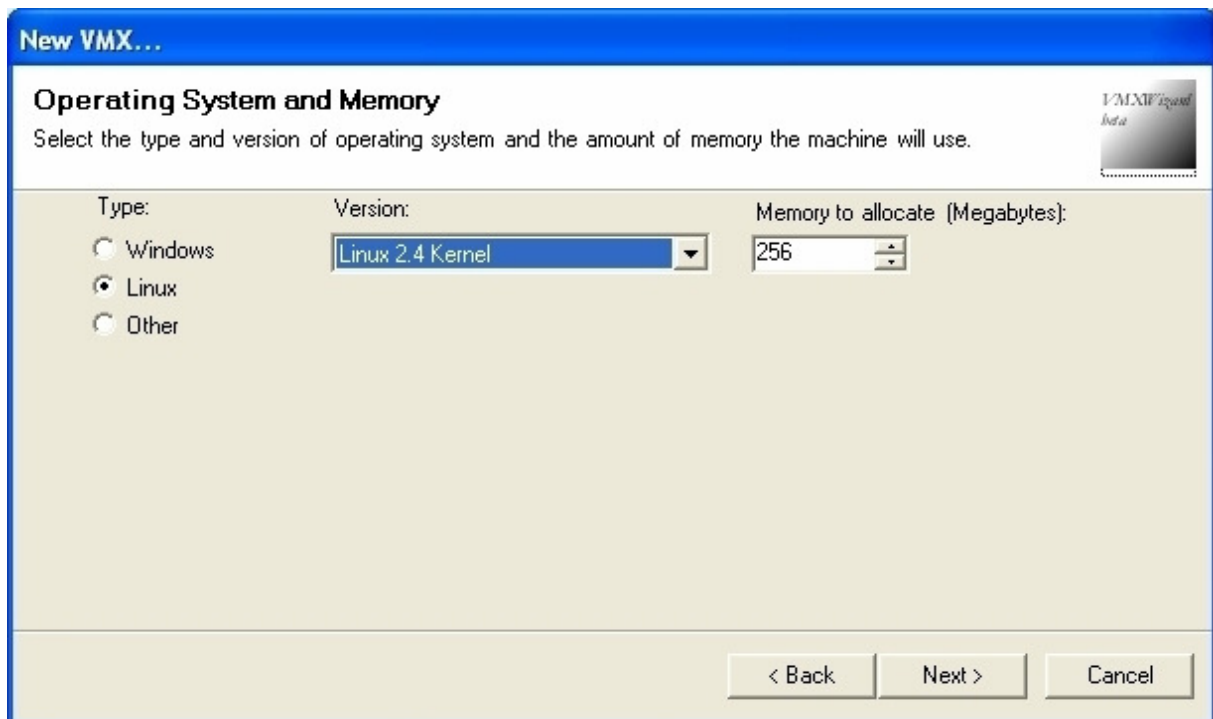 New VMX...
Operating System and Memory
Select the type and version of operating system and the amount of memory the machine will use.
VMXWizard
beta
Type:
Version:
Memory to allocate (Megabytes):
Windows
Linux 2.4 Kernel
256
Linux
Other
< Back
Next >
Cancel